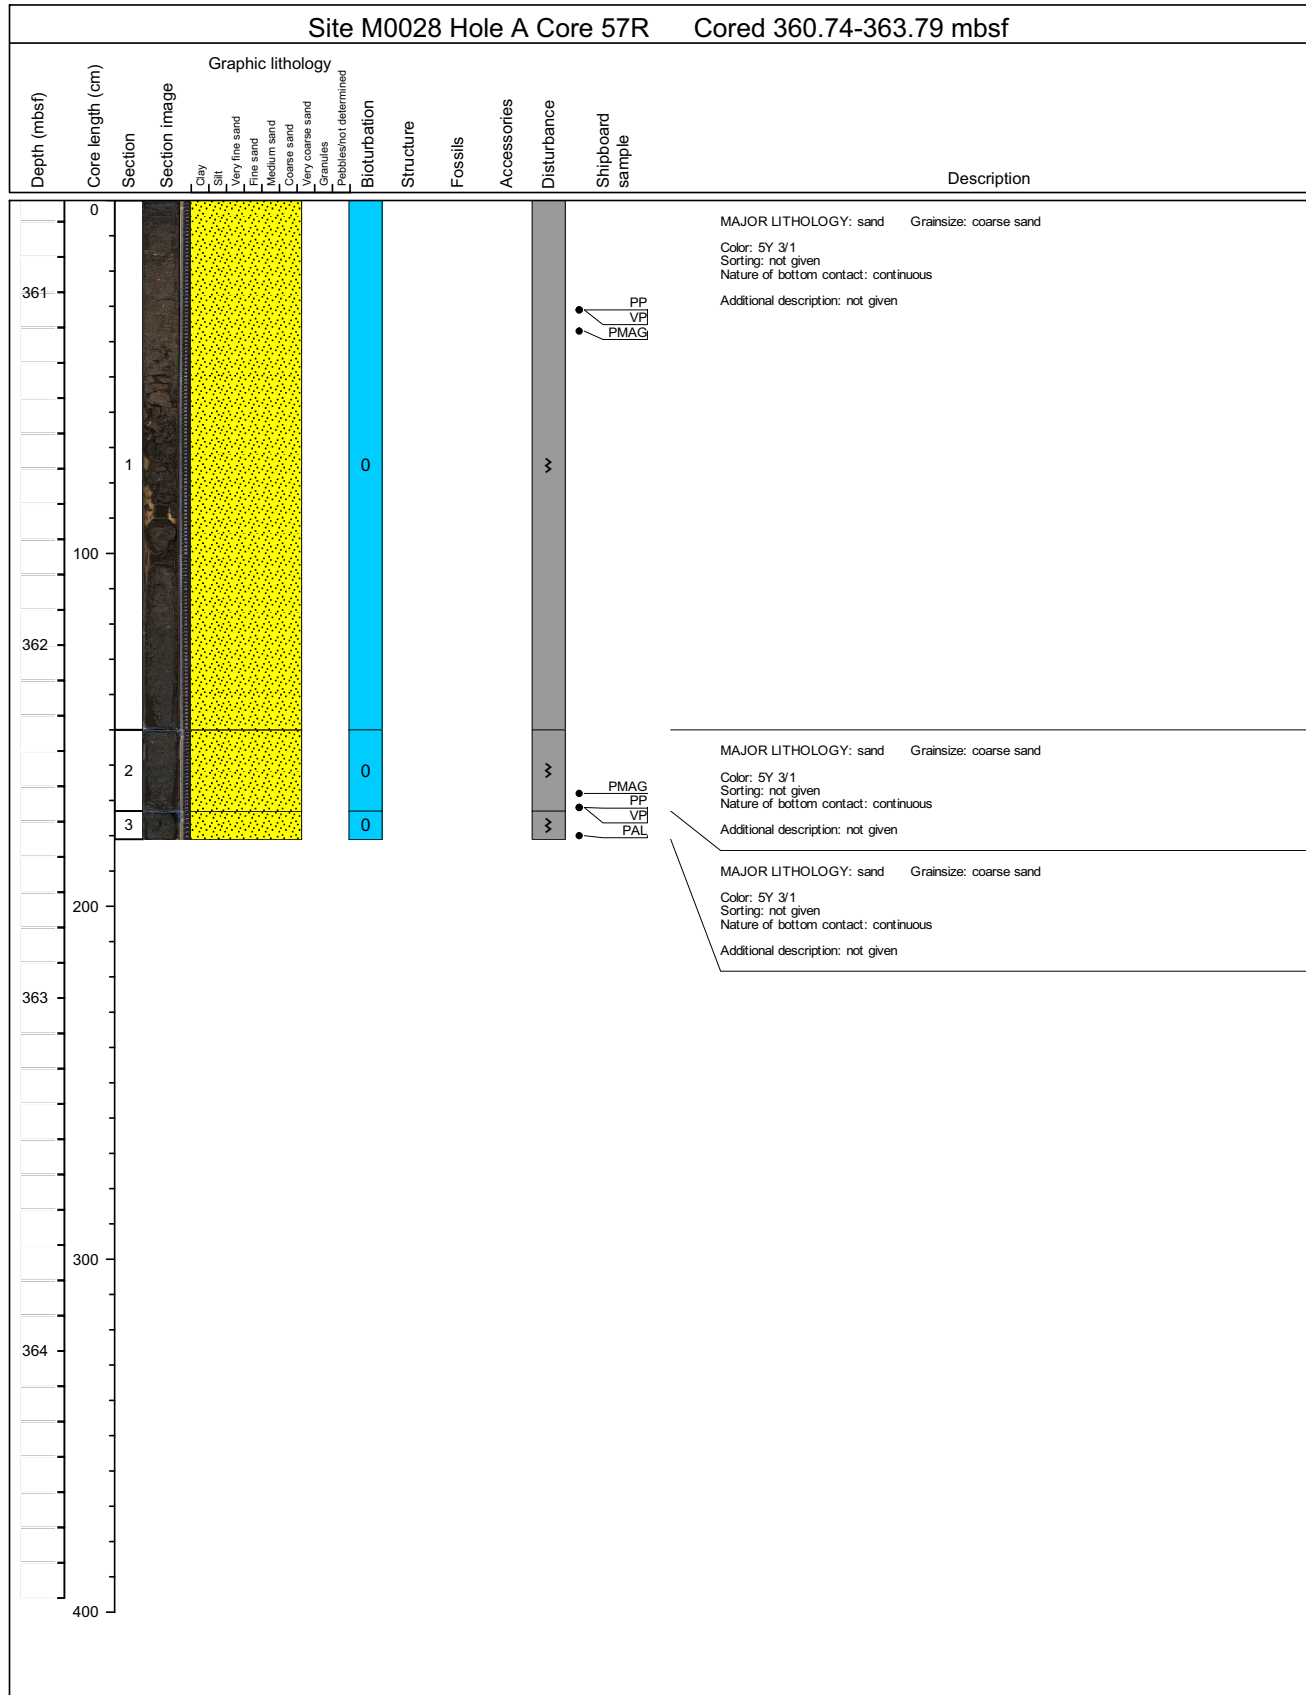 Site M0028 Hole A Core 57R Cored 360.74-363.79 mbsf
Graphic lithology
Depth (mbsf)
Core length (cm)
Section
Section image
Clay
Silt
Very fine sand
Fine sand
Medium sand
Coarse sand
Very coarse sand
Granules
Pebbles/not determined
Bioturbation
Structure
Fossils
Accessories
Disturbance
Shipboard
sample
Description
0
MAJOR LITHOLOGY: sand Grainsize: coarse sand
Color: 5Y 3/1
Sorting: not given
Nature of bottom contact: continuous
Additional description: not given
361
PP
VP
PMAG
1
0
100
362
MAJOR LITHOLOGY: sand Grainsize: coarse sand
2
0
Color: 5Y 3/1
Sorting: not given
Nature of bottom contact: continuous
Additional description: not given
PMAG
PP
VP
PAL
3
0
MAJOR LITHOLOGY: sand Grainsize: coarse sand
Color: 5Y 3/1
Sorting: not given
Nature of bottom contact: continuous
Additional description: not given
200
363
300
364
400